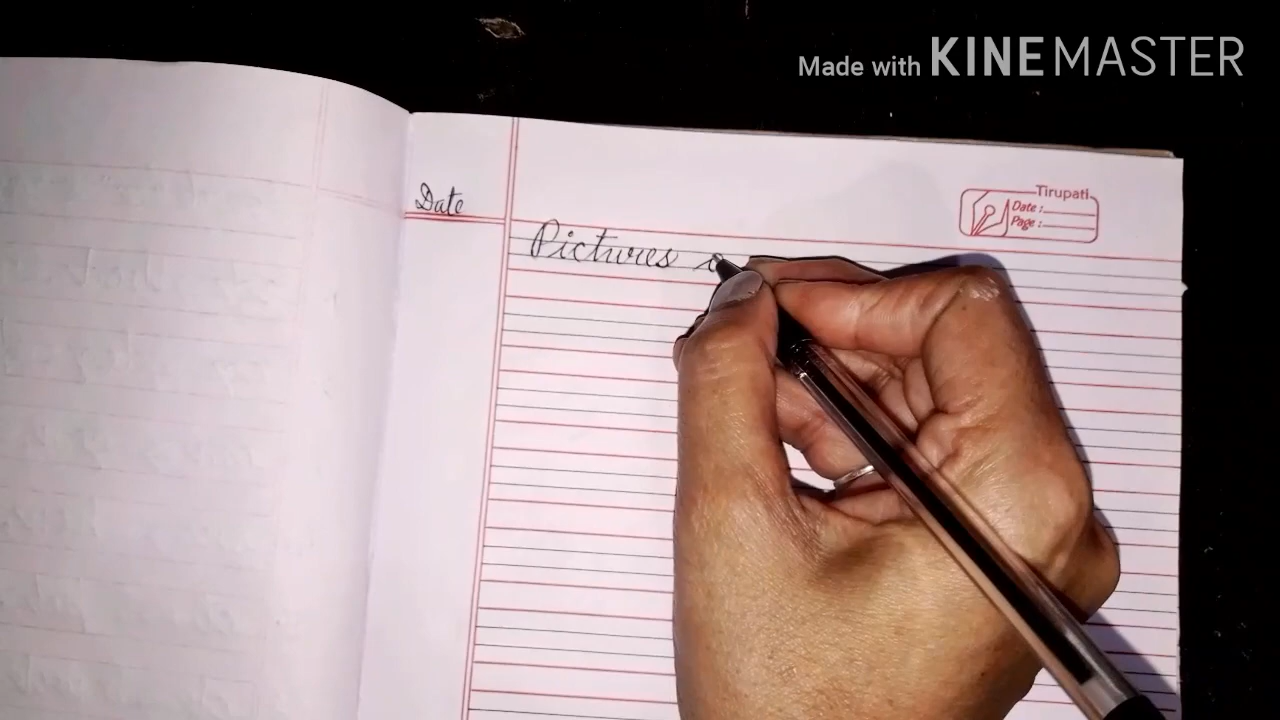 Made with KINEMASTER
Tirupati
Date :
Page :
Date
Pictures